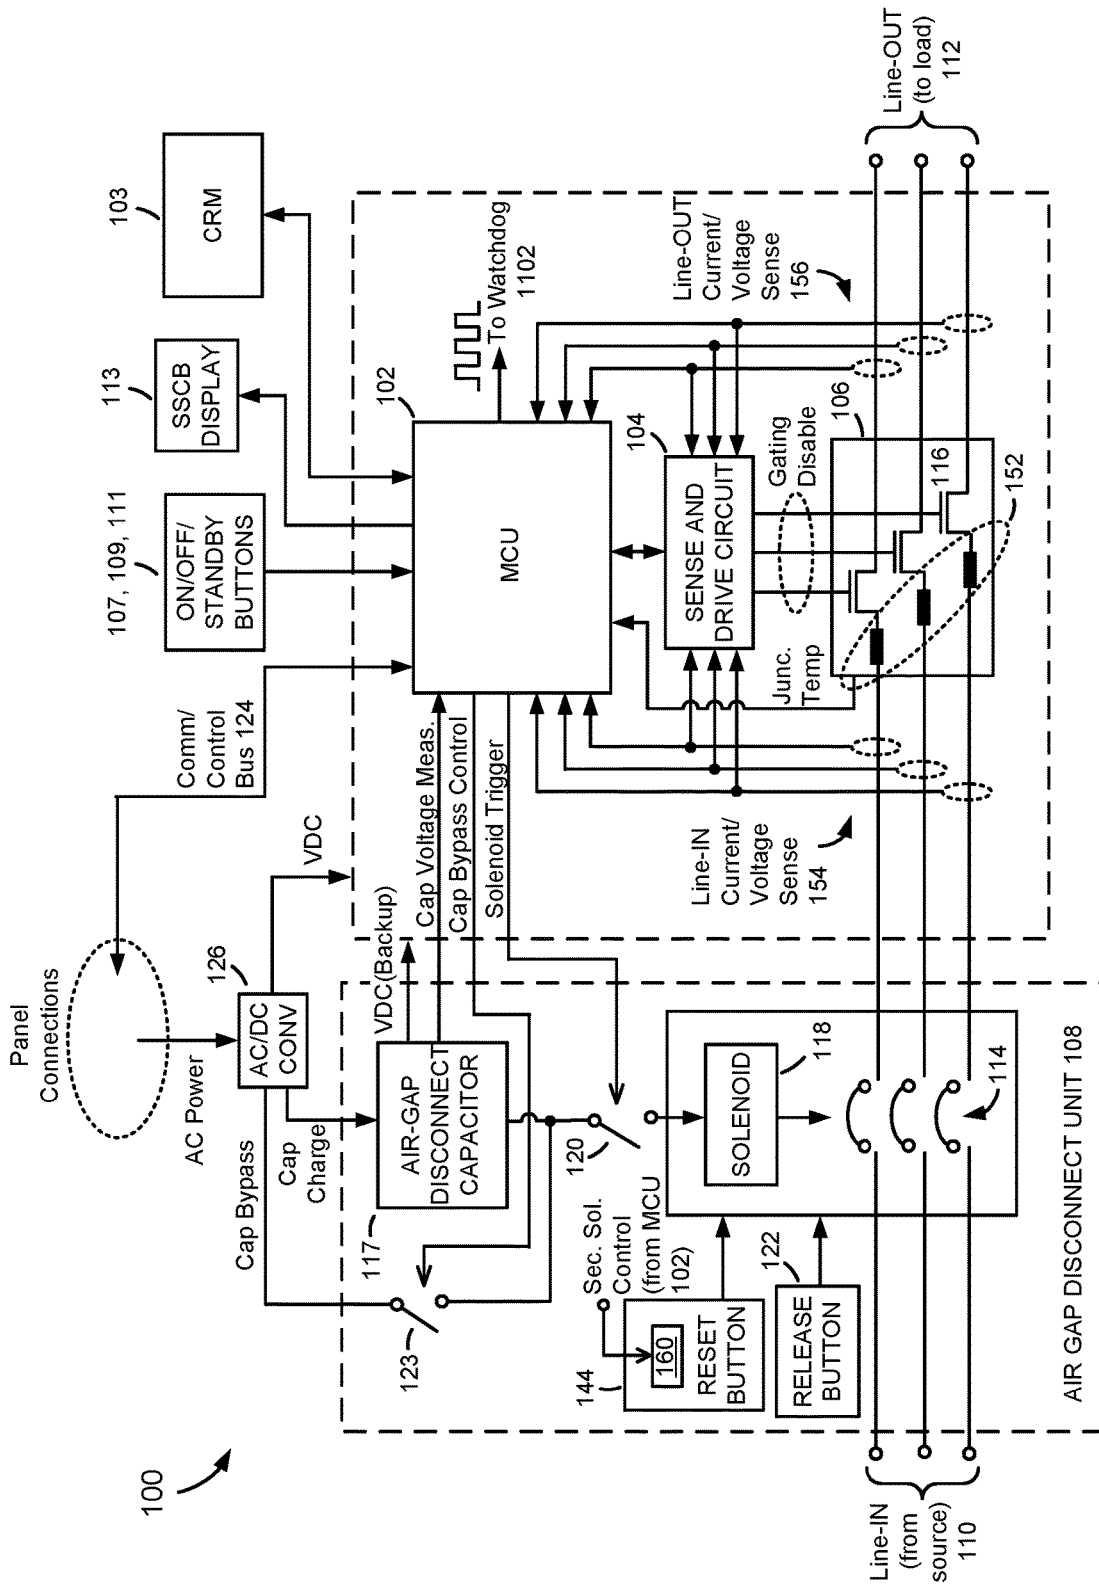 100
Panel
Connections
AC Power
126
AC/DC
CONV
VDC
Comm/
Control
Bus 124
107, 109, 111
ON/OFF/
STANDBY
BUTTONS
113
SSCB
DISPLAY
103
CRM
Cap Bypass
Cap
Charge
117
AIR-GAP
DISCONNECT
CAPACITOR
VDC(Backup)
Cap Voltage Meas.
Cap Bypass Control
Solenoid Trigger
102
MCU
To Watchdog
1102
123
120
Sec. Sol.
Control
(from MCU
102)
144
160
RESET
BUTTON
122
RELEASE
BUTTON
118
SOLENOID
114
104
SENSE AND
DRIVE CIRCUIT
Junc.
Temp
Gating
Disable
106
116
152
Line-IN
Current/
Voltage
Sense
154
Line-OUT
Current/
Voltage
Sense
156
Line-IN
(from
source)
110
Line-OUT
(to load)
112
AIR GAP DISCONNECT UNIT 108